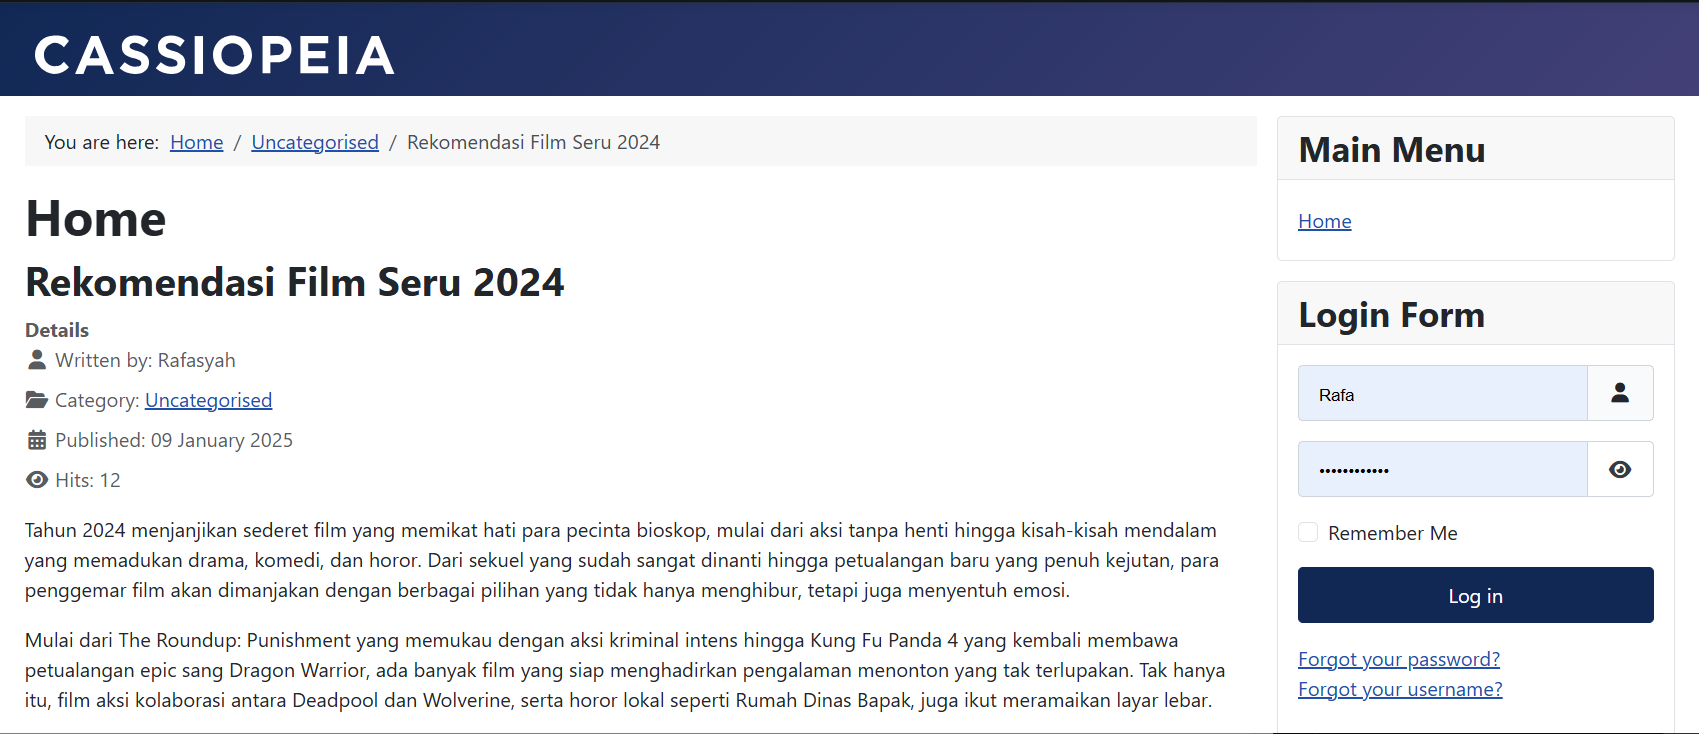 CASSIOPEIA
You are here: Home / Uncategorised / Rekomendasi Film Seru 2024
Home
Rekomendasi Film Seru 2024
Details
Written by: Rafasyah
Category: Uncategorised
Published: 09 January 2025
Hits: 12
Tahun 2024 menjanjikan sederet film yang memikat hati para pecinta bioskop, mulai dari aksi tanpa henti hingga kisah-kisah mendalam
yang memadukan drama, komedi, dan horor. Dari sekuel yang sudah sangat dinanti hingga petualangan baru yang penuh kejutan, para
penggemar film akan dimanjakan dengan berbagai pilihan yang tidak hanya menghibur, tetapi juga menyentuh emosi.
Mulai dari The Roundup: Punishment yang memukau dengan aksi kriminal intens hingga Kung Fu Panda 4 yang kembali membawa
petualangan epic sang Dragon Warrior, ada banyak film yang siap menghadirkan pengalaman menonton yang tak terlupakan. Tak hanya
itu, film aksi kolaborasi antara Deadpool dan Wolverine, serta horor lokal seperti Rumah Dinas Bapak, juga ikut meramaikan layar lebar.
Main Menu
Home
Login Form
Rafa
••••••••••••
Remember Me
Log in
Forgot your password?
Forgot your username?